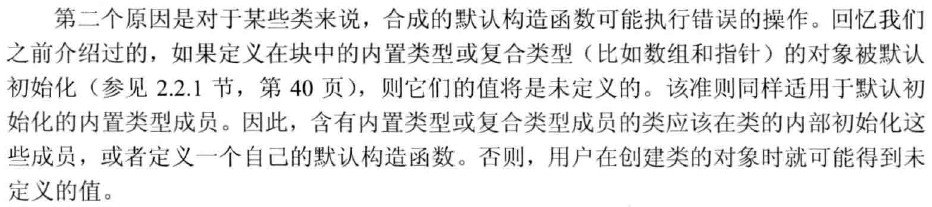 第二个原因是对于某些类来说，合成的默认构造函数可能执行错误的操作。回忆我们
之前介绍过的，如果定义在块中的内置类型或复合类型（比如数组和指针）的对象被默认
初始化（参见 2.2.1 节，第 40 页），则它们的值将是未定义的。该准则同样适用于默认初
始化的内置类型成员。因此，含有内置类型或复合类型成员的类应该在类的内部初始化这
些成员，或者定义一个自己的默认构造函数。否则，用户在创建类的对象时就可能得到未
定义的值。